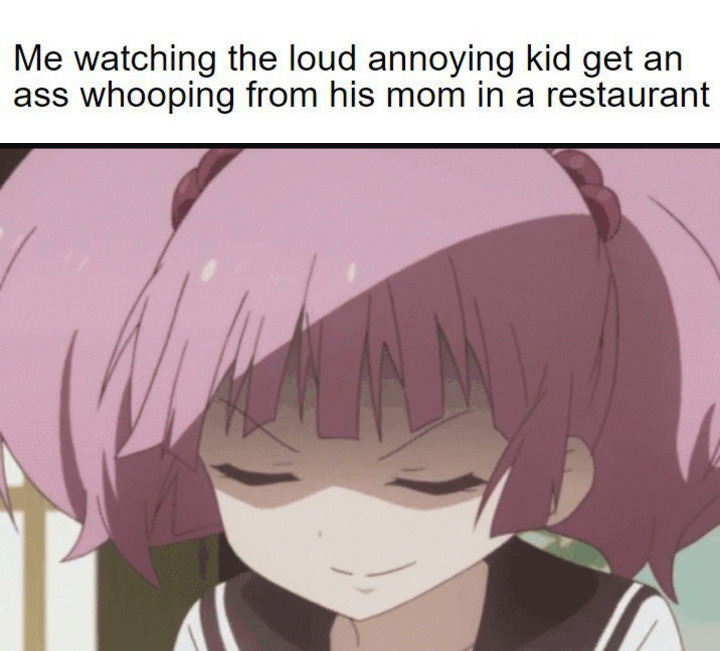 Me watching the loud annoying kid get an
ass whooping from his mom in a restaurant